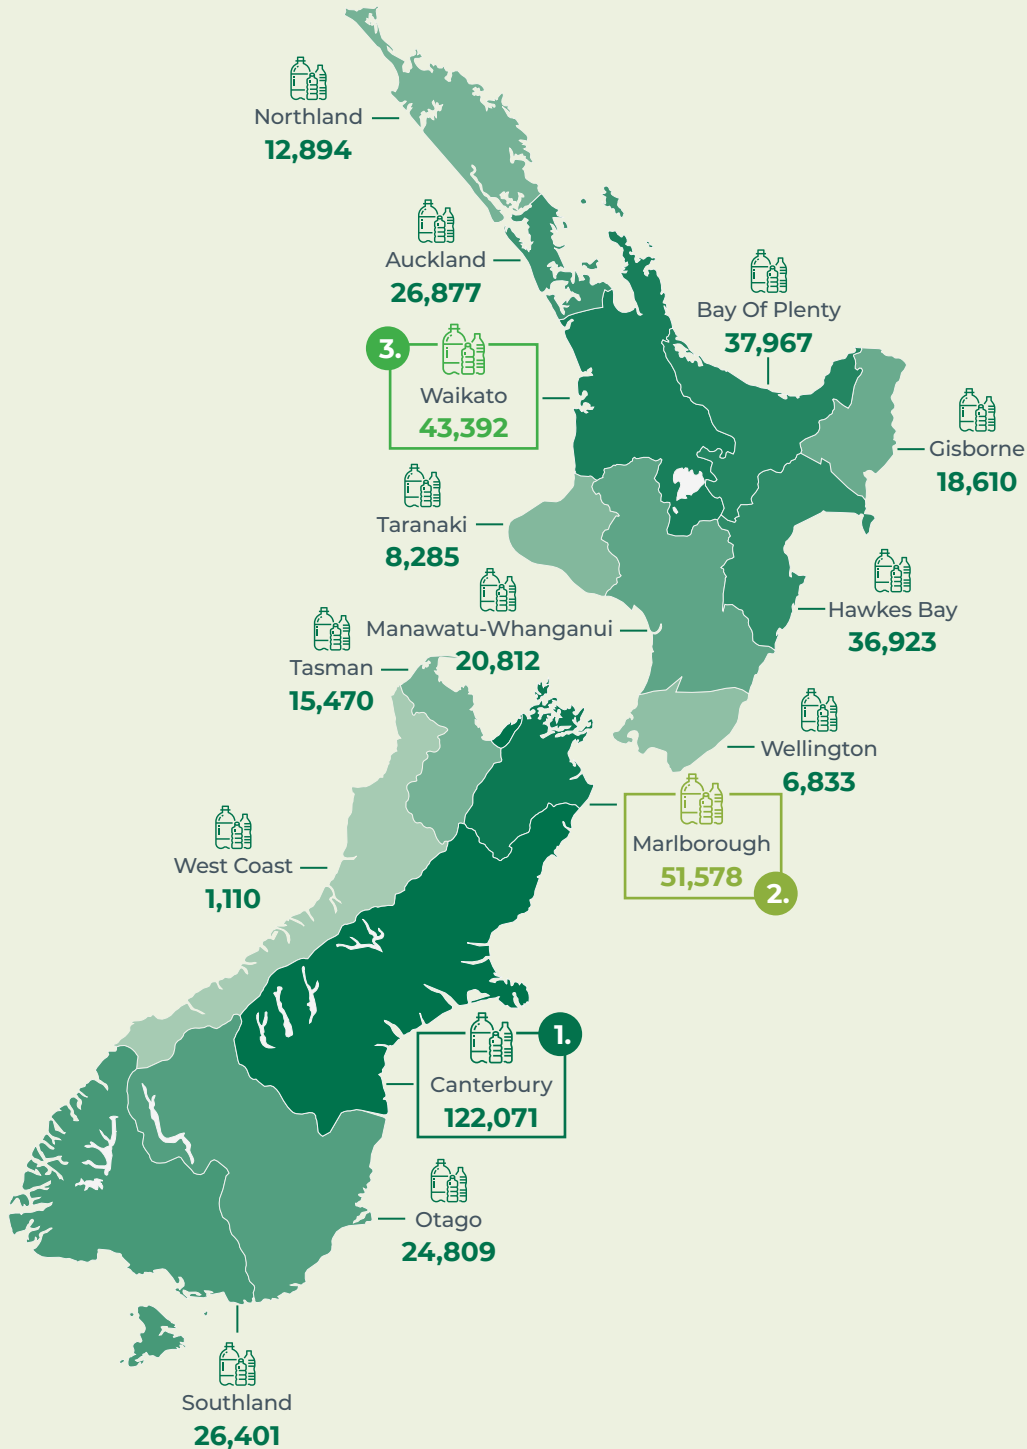 Northland
12,894
Auckland
26,877
Bay Of Plenty
37,967
3.
Waikato
43,392
Gisborne
18,610
Taranaki
8,285
Hawkes Bay
36,923
Manawatu-Whanganui
20,812
Tasman
15,470
Wellington
6,833
Marlborough
51,578
2.
West Coast
1,110
1.
Canterbury
122,071
Otago
24,809
Southland
26,401